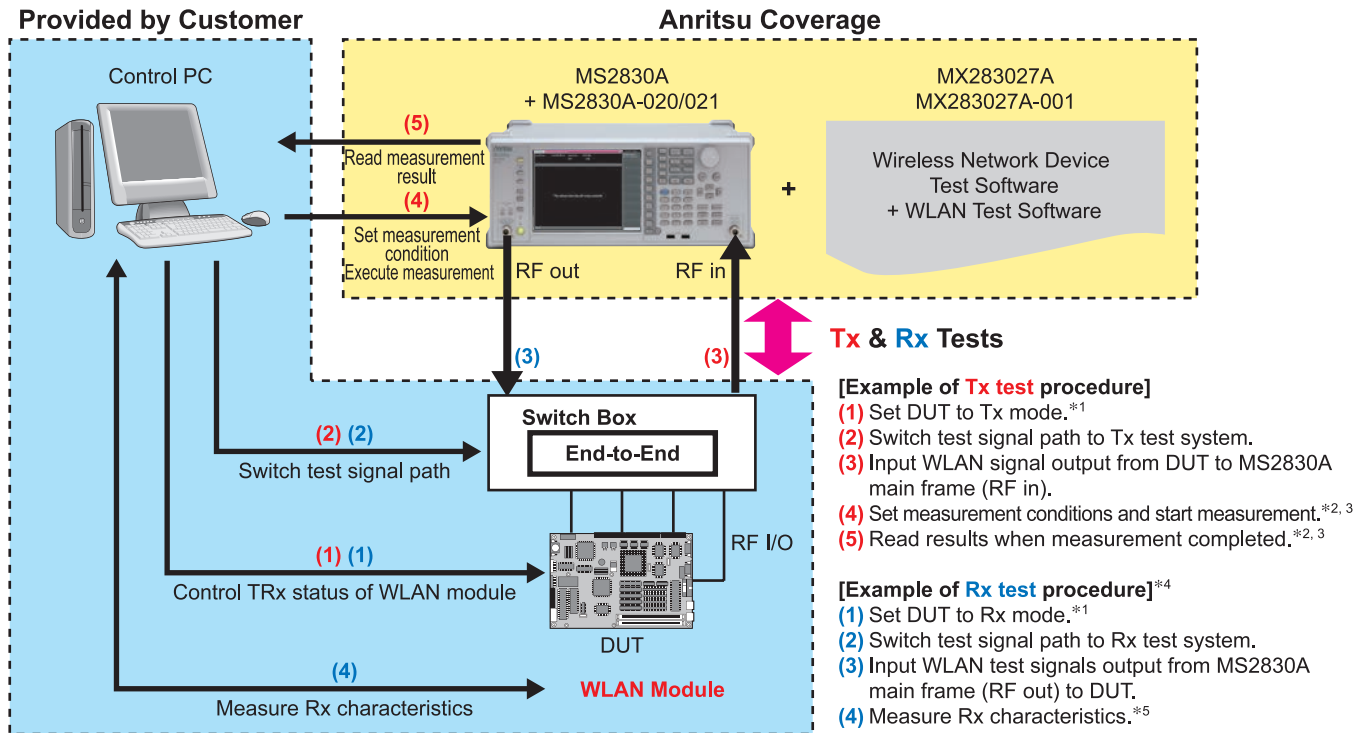 Provided by Customer
Anritsu Coverage
Control PC
MS2830A
+ MS2830A-020/021
MX283027A
MX283027A-001
(5)
Read measurement
result
(4)
Set measurement
condition
Execute measurement
+
Wireless Network Device
Test Software
+ WLAN Test Software
RF out
RF in
(3)
(3)
Tx & Rx Tests
Switch Box
End-to-End
(2) (2)
Switch test signal path
RF I/O
(1) (1)
Control TRx status of WLAN module
DUT
(4)
WLAN Module
Measure Rx characteristics
[Example of Tx test procedure]
(1) Set DUT to Tx mode.*1
(2) Switch test signal path to Tx test system.
(3) Input WLAN signal output from DUT to MS2830A
main frame (RF in).
(4) Set measurement conditions and start measurement.*2, 3
(5) Read results when measurement completed.*2, 3
[Example of Rx test procedure]*4
(1) Set DUT to Rx mode.*1
(2) Switch test signal path to Rx test system.
(3) Input WLAN test signals output from MS2830A
main frame (RF out) to DUT.
(4) Measure Rx characteristics.*5